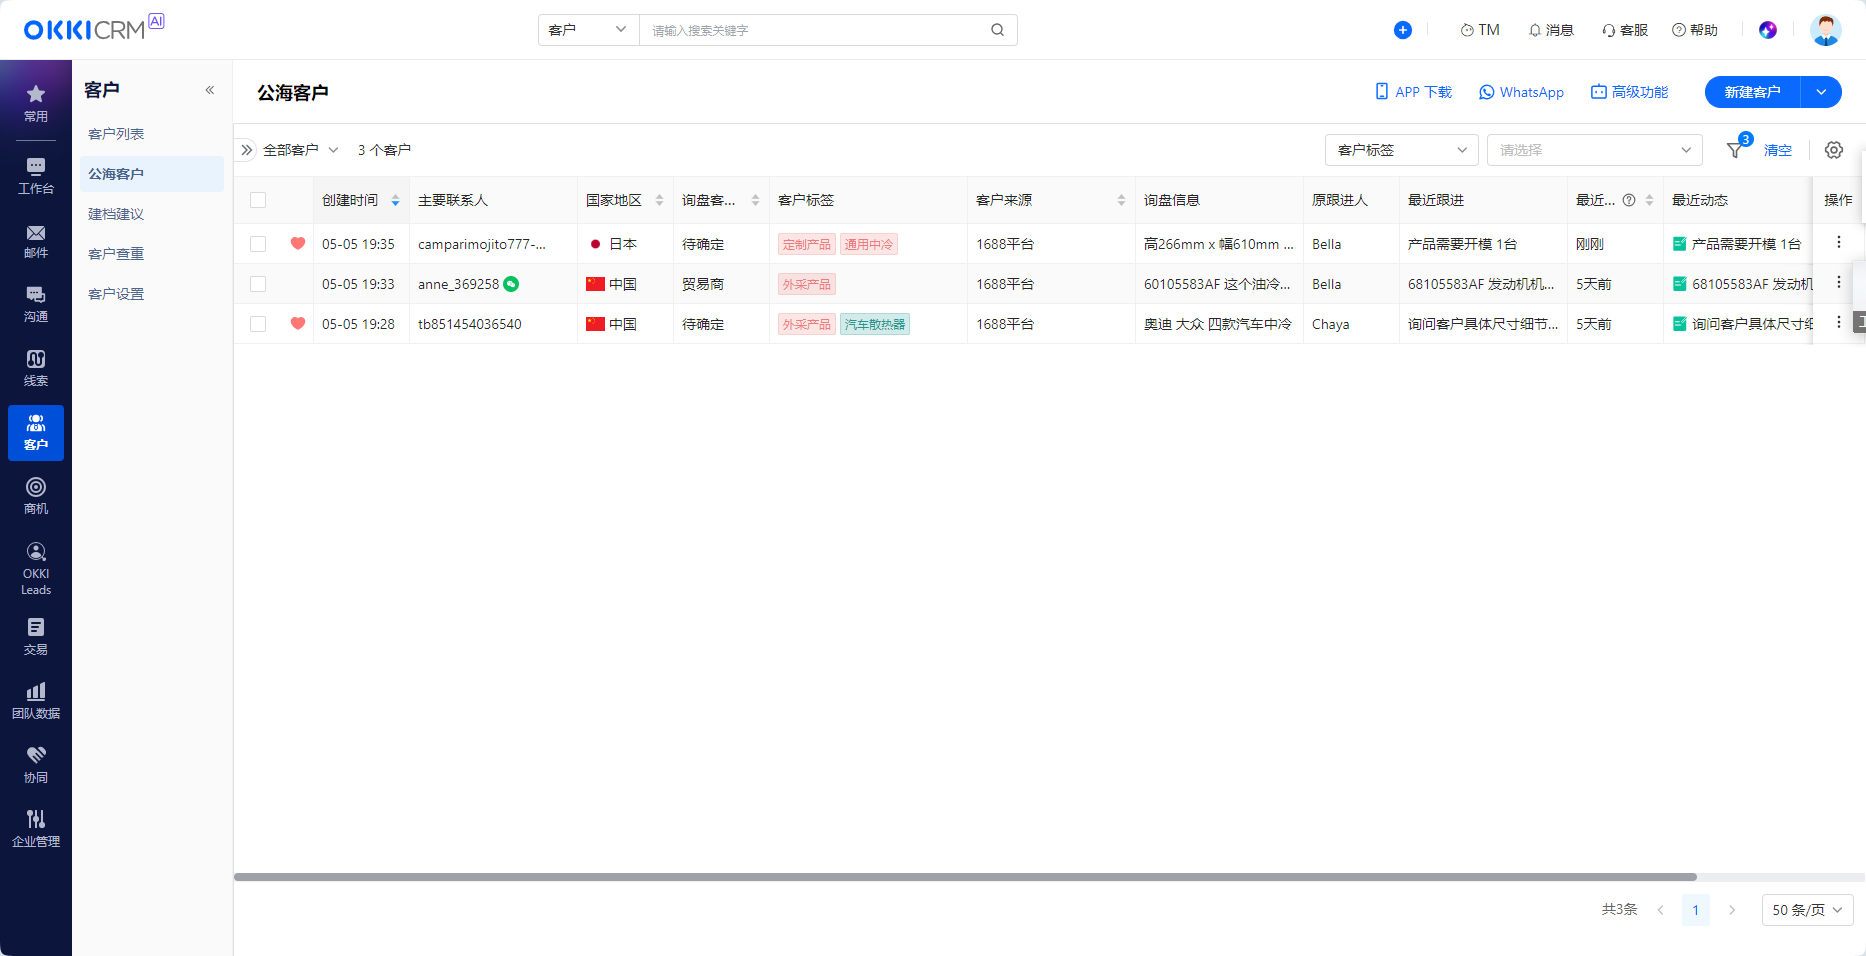 OKKICRM AI
客户 请输入搜索关键字
TM 消息 客服 帮助
常用
工作台
邮件
沟通
线索
客户
商机
OKKI
Leads
交易
团队数据
协同
企业管理
客户
客户列表
公海客户
建档建议
客户查重
客户设置
公海客户
APP 下载 WhatsApp 高级功能 新建客户
全部客户 3 个客户 客户标签 请选择 3 清空
创建时间 主要联系人 国家地区 询盘客... 客户标签 客户来源 询盘信息 原跟进人 最近跟进 最近... 最近动态 操作
05-05 19:35 camparimojito777-... 日本 待确定 定制产品 通用中冷 1688平台 高266mm x 幅610mm ... Bella 产品需要开模 1台 刚刚 产品需要开模 1台
05-05 19:33 anne_369258 中国 贸易商 外采产品 1688平台 60105583AF 这个油冷... Bella 68105583AF 发动机机... 5天前 68105583AF 发动机
05-05 19:28 tb851454036540 中国 待确定 外采产品 汽车散热器 1688平台 奥迪 大众 四款汽车中冷 Chaya 询问客户具体尺寸细节... 5天前 询问客户具体尺寸细
共3条 1 50 条/页